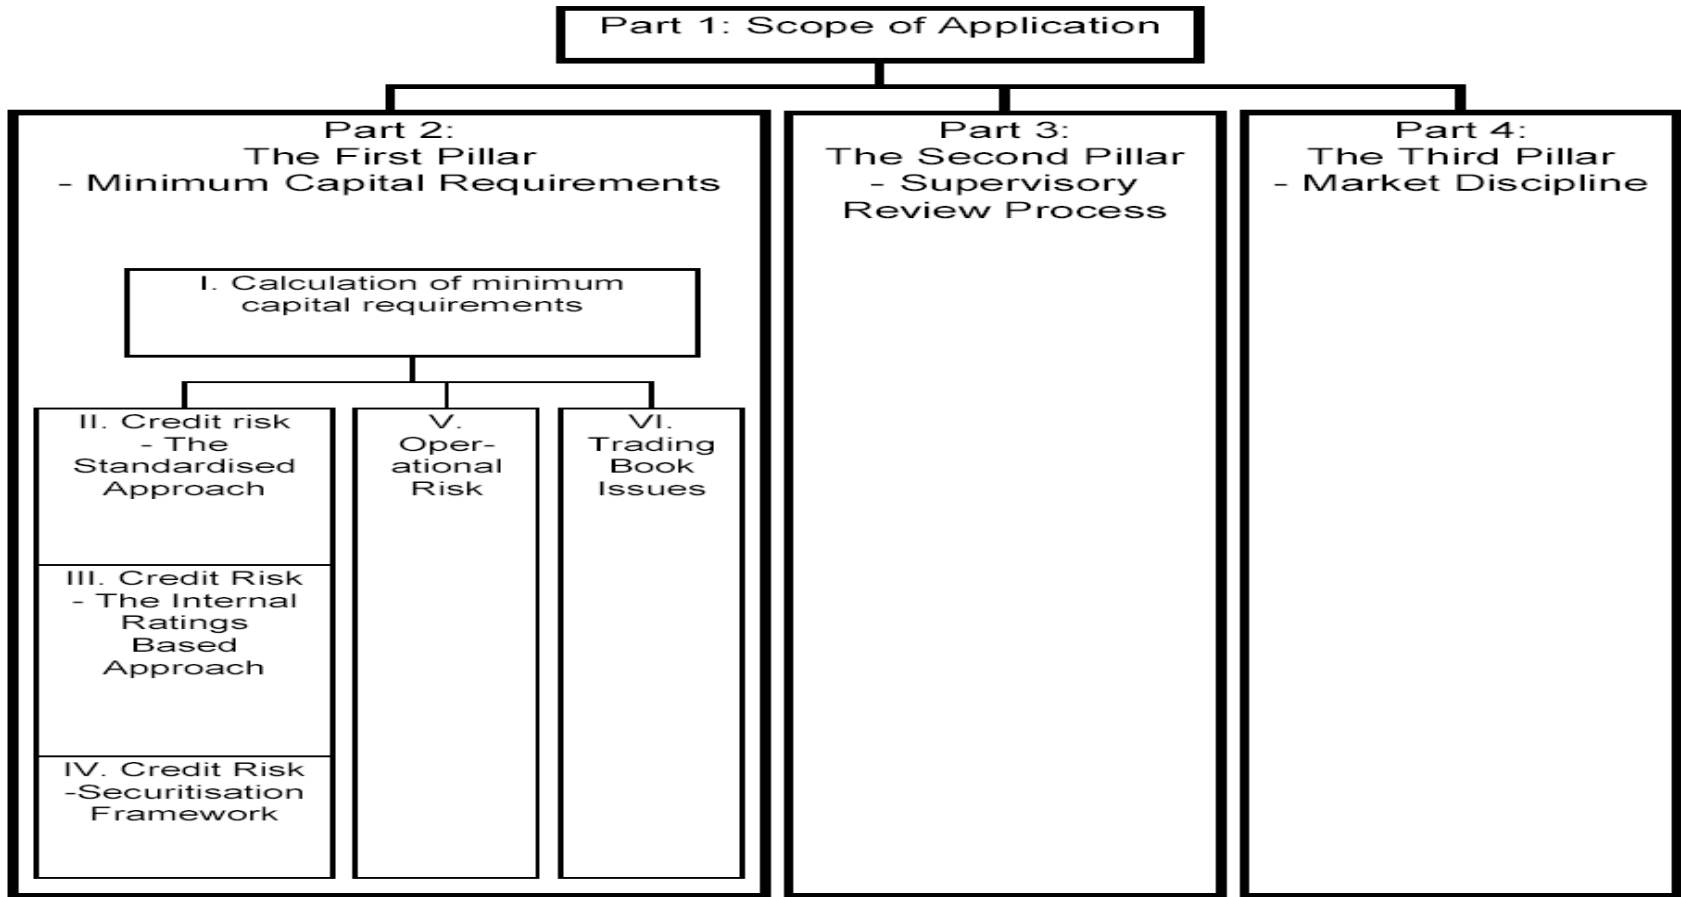 Part 1: Scope of Application
Part 2:
The First Pillar
- Minimum Capital Requirements
I. Calculation of minimum
capital requirements
II. Credit risk
- The
Standardised
Approach
III. Credit Risk
- The Internal
Ratings
Based
Approach
IV. Credit Risk
-Securitisation
Framework
V.
Oper-
ational
Risk
VI.
Trading
Book
Issues
Part 3:
The Second Pillar
- Supervisory
Review Process
Part 4:
The Third Pillar
- Market Discipline